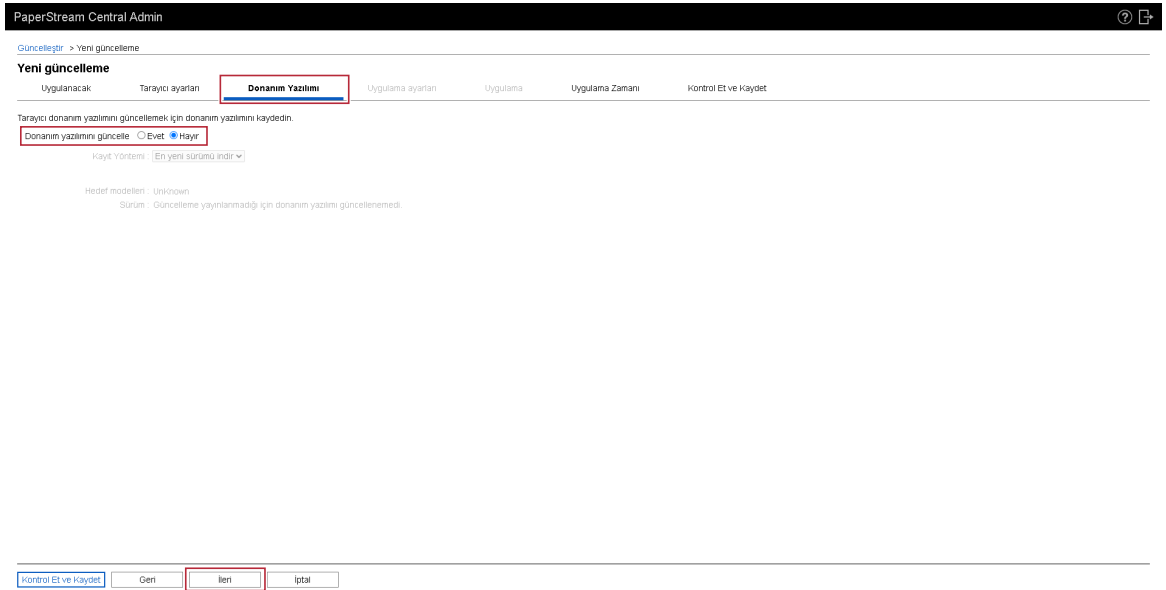 PaperStream Central Admin
Güncelleştir > Yeni güncelleme
Yeni güncelleme
Uygulanacak Tarayıcı ayarları Donanım Yazılımı Uygulama ayarları Uygulama Uygulama Zamanı Kontrol Et ve Kaydet
Tarayıcı donanım yazılımını güncellemek için donanım yazılımını kaydedin.
Donanım yazılımını güncelle Evet Hayır
Kayıt Yöntemi : En yeni sürümü indir
Hedef modelleri : UnKnown
Sürüm : Güncelleme yayınlanmadığı için donanım yazılımı güncellenemedi.
Kontrol Et ve Kaydet Geri İleri İptal